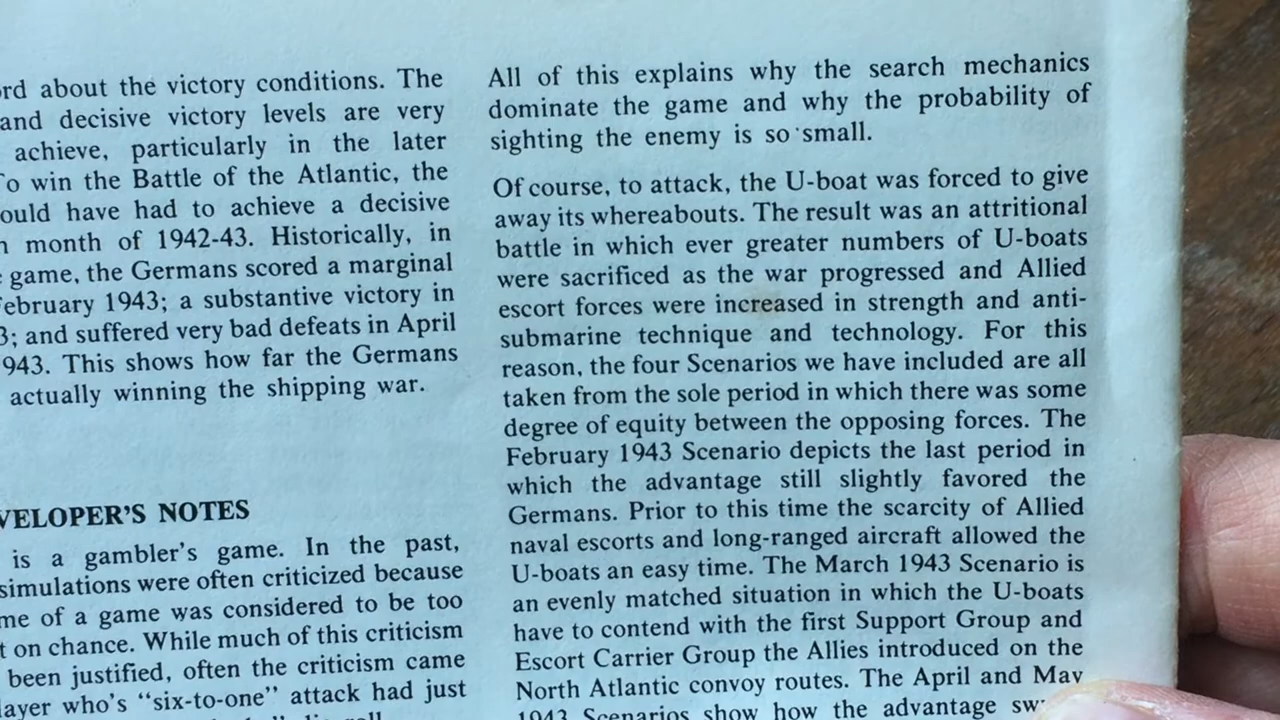 rd about the victory conditions. The
and decisive victory levels are very
achieve, particularly in the later
To win the Battle of the Atlantic, the
ould have had to achieve a decisive
month of 1942-43. Historically, in
game, the Germans scored a marginal
ebruary 1943; a substantive victory in
3; and suffered very bad defeats in April
943. This shows how far the Germans
actually winning the shipping war.
VELOPER'S NOTES
is a gambler's game. In the past,
simulations were often criticized because
me of a game was considered to be too
t on chance. While much of this criticism
been justified, often the criticism came
layer who's "six-to-one" attack had just
All of this explains why the search mechanics
dominate the game and why the probability of
sighting the enemy is so small.
Of course, to attack, the U-boat was forced to give
away its whereabouts. The result was an attritional
battle in which ever greater numbers of U-boats
were sacrificed as the war progressed and Allied
escort forces were increased in strength and anti-
submarine technique and technology. For this
reason, the four Scenarios we have included are all
taken from the sole period in which there was some
degree of equity between the opposing forces. The
February 1943 Scenario depicts the last period in
which the advantage still slightly favored the
Germans. Prior to this time the scarcity of Allied
naval escorts and long-ranged aircraft allowed the
U-boats an easy time. The March 1943 Scenario is
an evenly matched situation in which the U-boats
have to contend with the first Support Group and
Escort Carrier Group the Allies introduced on the
North Atlantic convoy routes. The April and May
1943 Scenarios show how the advantage sw